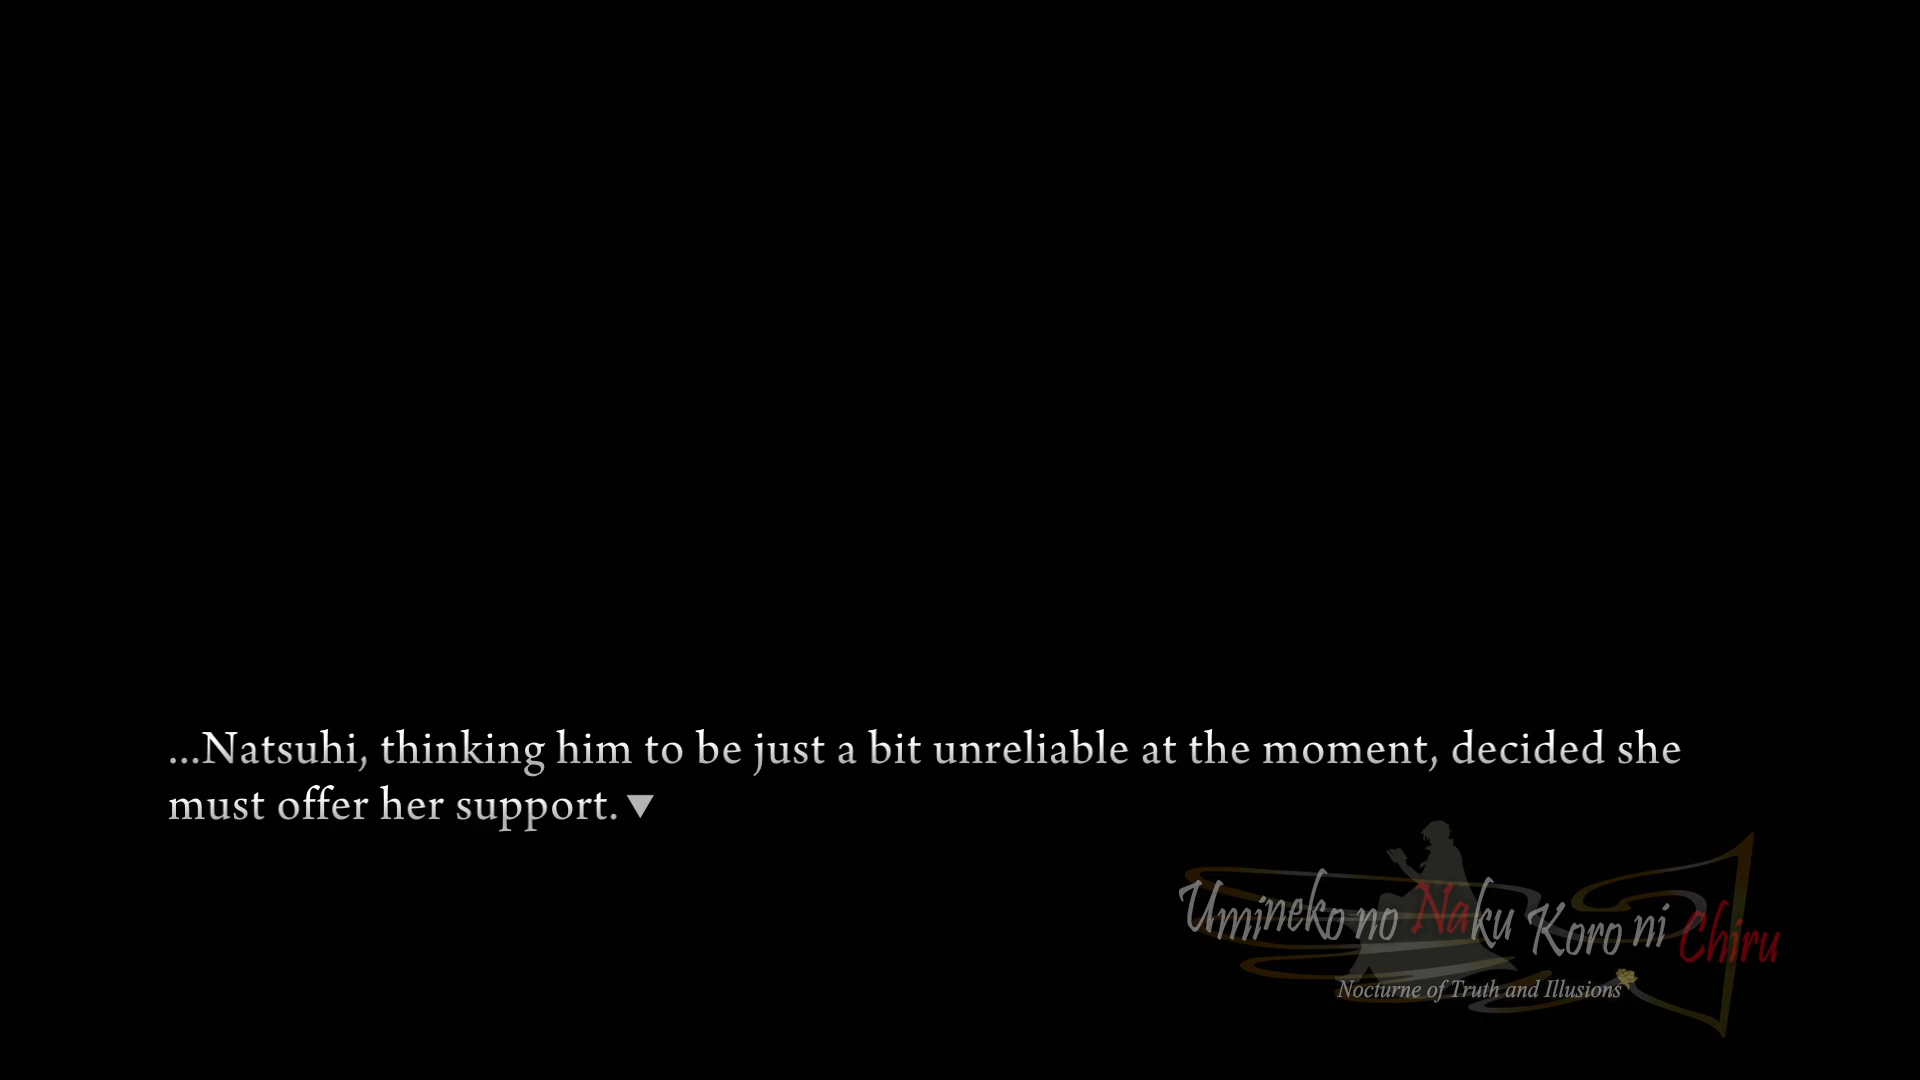 ...Natsuhi, thinking him to be just a bit unreliable at the moment, decided she
must offer her support.
Umineko no Naku Koro ni Chiru
Nocturne of Truth and Illusions